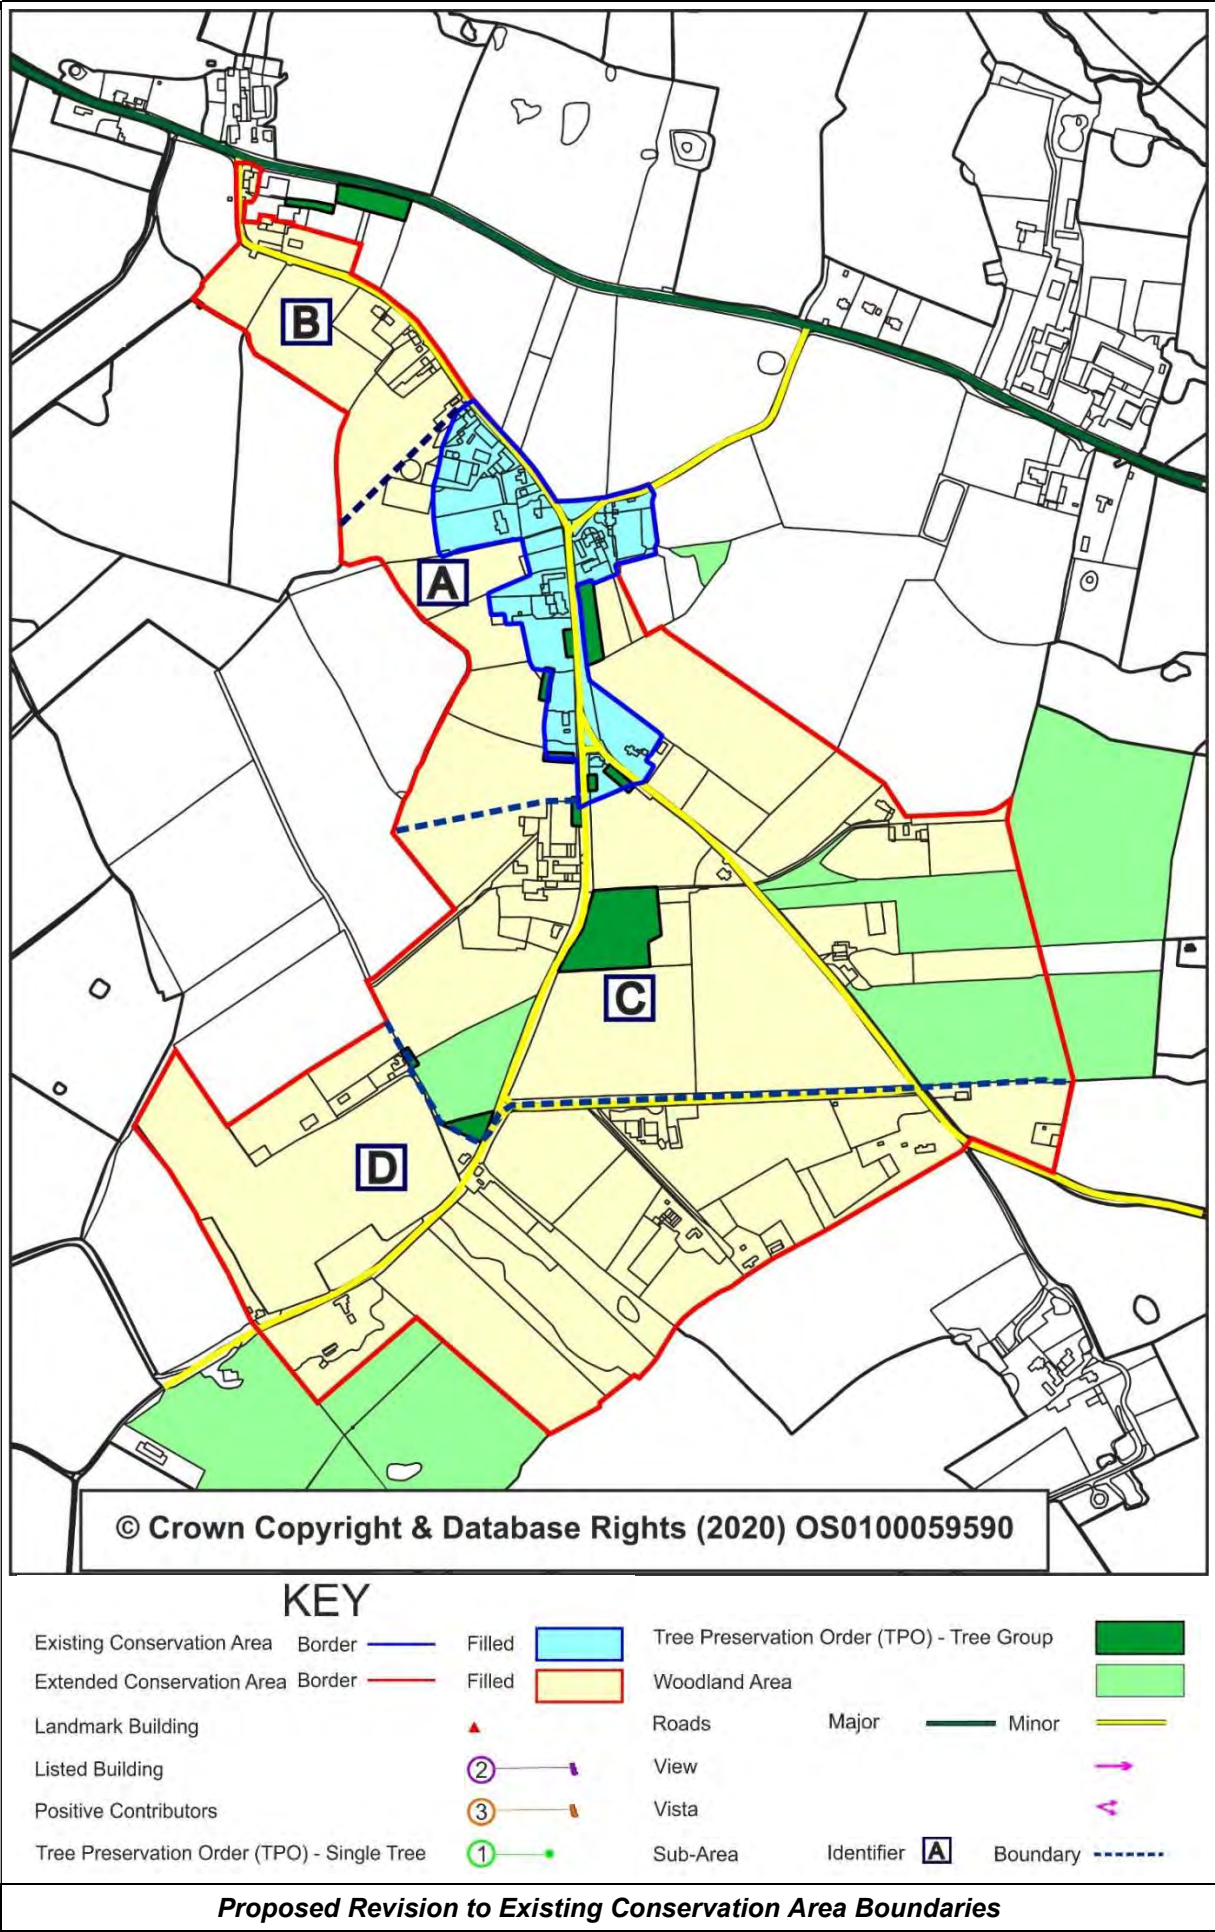 B
A
C
D
© Crown Copyright & Database Rights (2020) OS0100059590
KEY
Existing Conservation Area Border Filled
Extended Conservation Area Border Filled
Landmark Building
Listed Building 2
Positive Contributors 3
Tree Preservation Order (TPO) - Single Tree 1
Tree Preservation Order (TPO) - Tree Group
Woodland Area
Roads Major Minor
View
Vista
Sub-Area Identifier A Boundary
Proposed Revision to Existing Conservation Area Boundaries